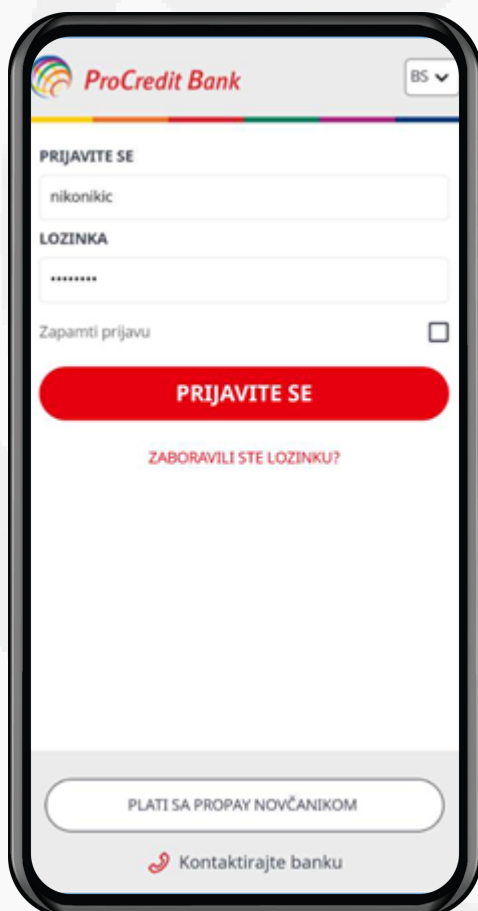 ProCredit Bank
BS
PRIJAVITE SE
nikonikic
LOZINKA
••••••••
Zapamti prijavu
PRIJAVITE SE
ZABORAVILI STE LOZINKU?
PLATI SA PROPAY NOVČANIKOM
Kontaktirajte banku